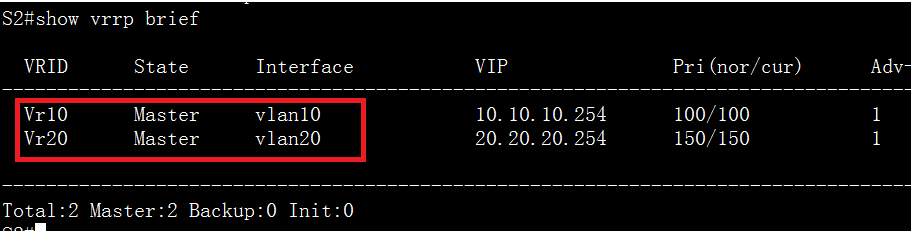 S2#show vrrp brief
VRID State Interface VIP Pri(nor/cur) Adv-
Vr10 Master vlan10 10.10.10.254 100/100 1
Vr20 Master vlan20 20.20.20.254 150/150 1
Total:2 Master:2 Backup:0 Init:0
S2#